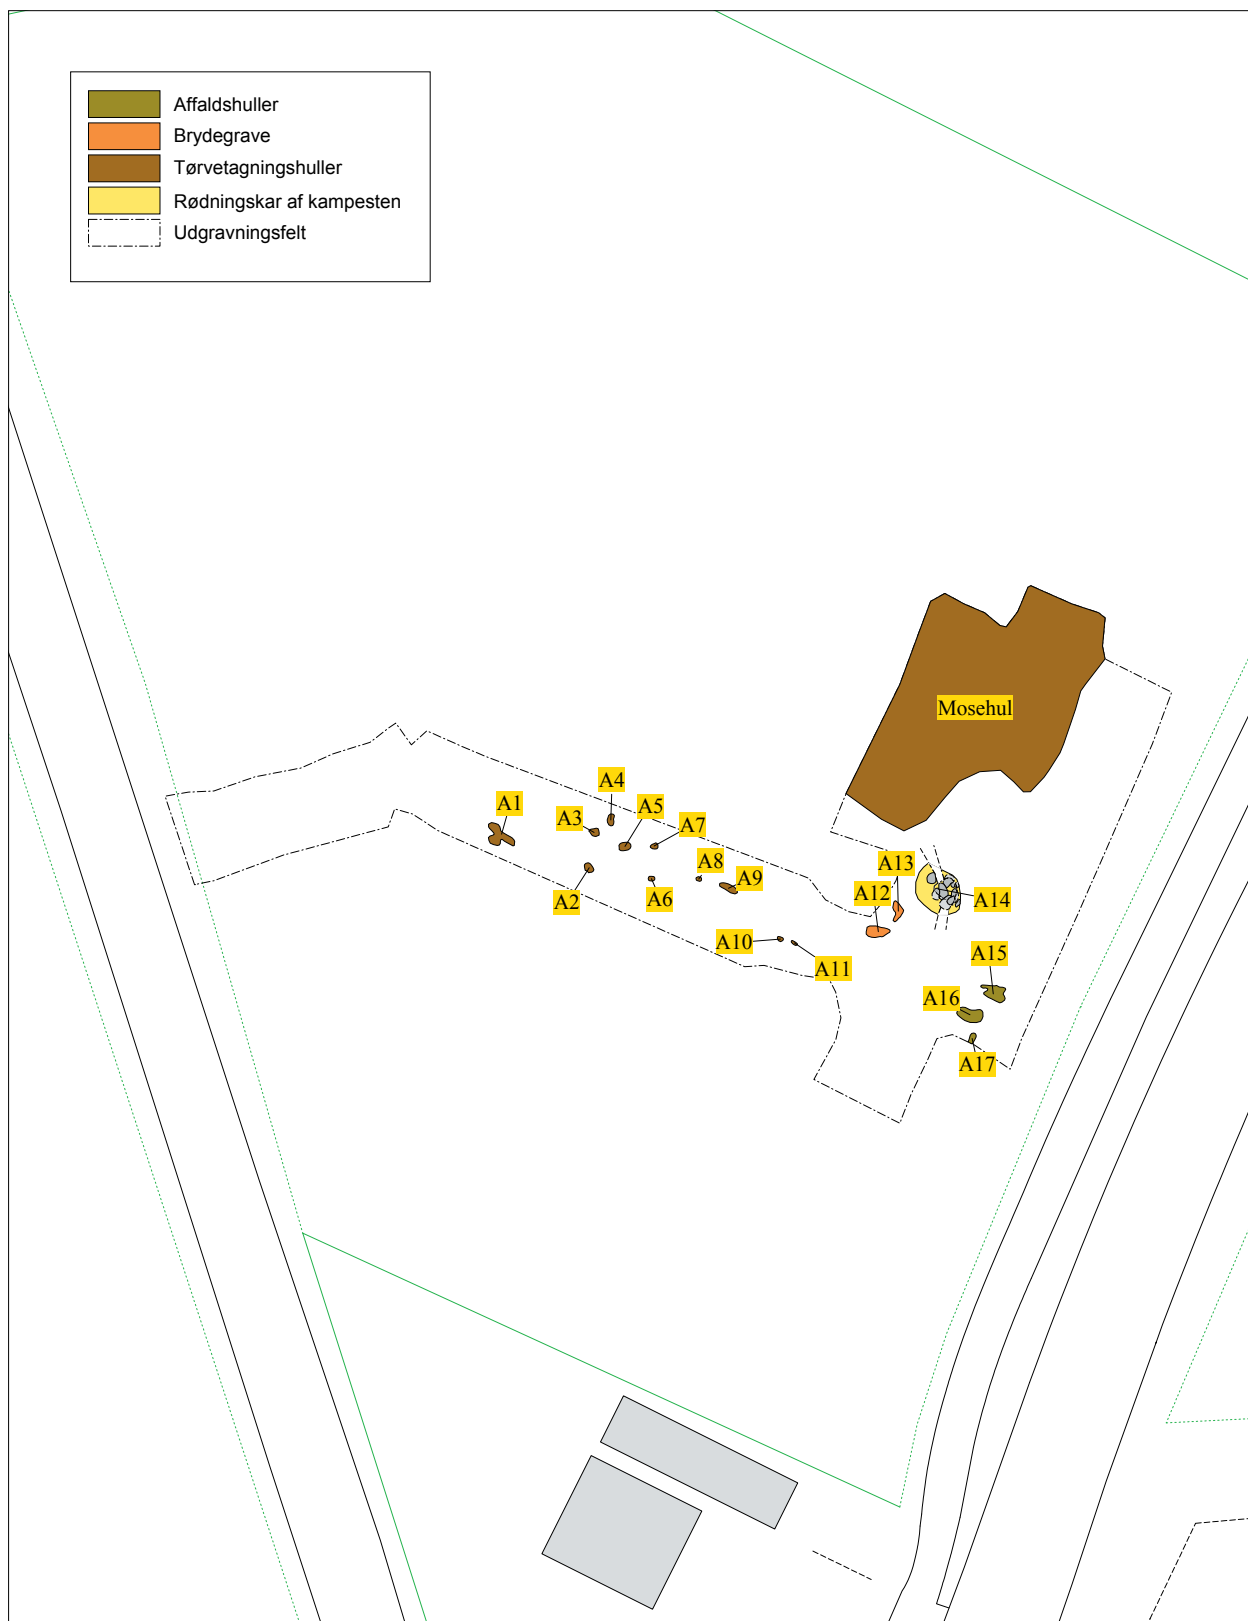 Affaldshuller
Brydegrave
Tørvetagningshuller
Rødningskar af kampesten
Udgravningsfelt
Mosehul
A4
A1
A5
A3
A7
A13
A8
A9
A12
A2
A6
A14
A10
A15
A11
A16
A17